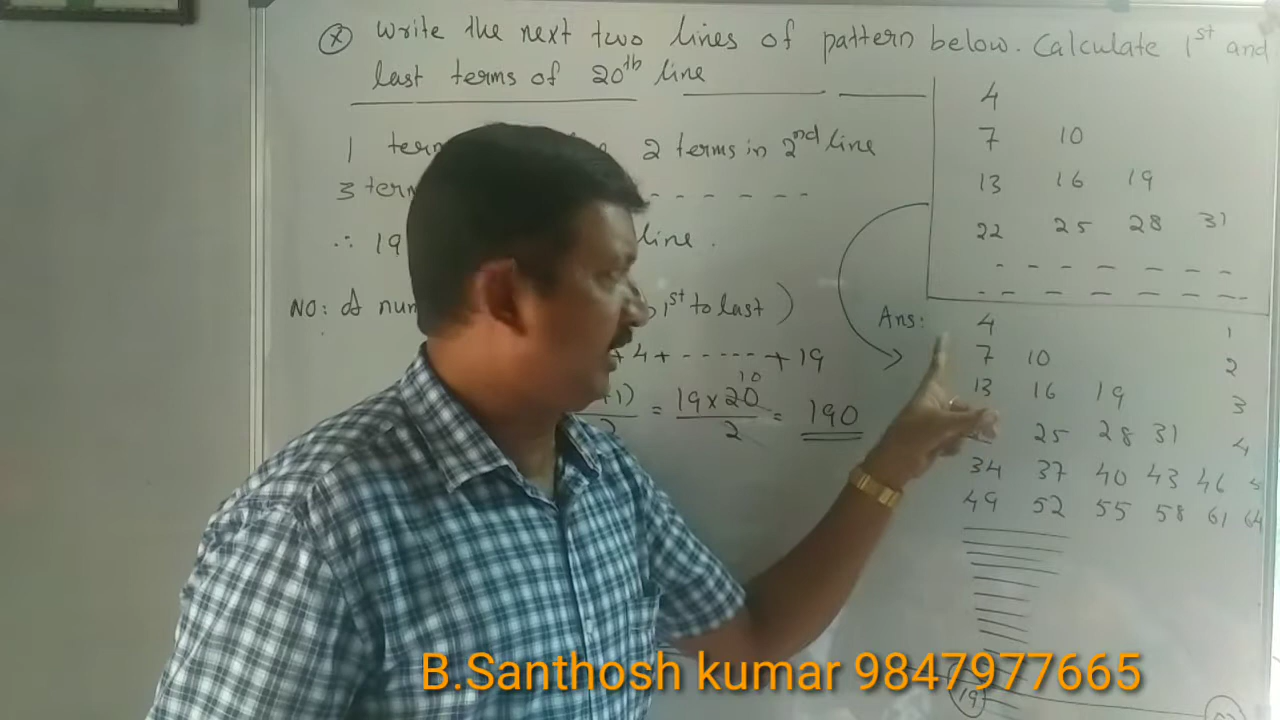 (x) Write the next two lines of pattern below. Calculate 1st and
last terms of 20th line
1 term 2 terms in 2nd line
3 term - - - - - - -
∴ 19 line.
NO: of num 1st to last)
+ 4 + - - - - - + 19
+1) / 2 = 19 x 20 / 2 = 190
10
4
7 10
13 16 19
22 25 28 31
- - - - - - -
- - - - - - - -
Ans: 4 1
7 10 2
13 16 19 3
25 28 31 4
34 37 40 43 46 5
49 52 55 58 61 64
19
B.Santhosh kumar 9847977665